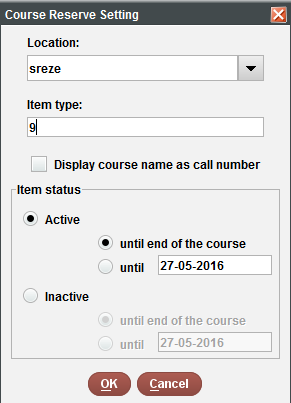 Course Reserve Setting
Location:
sreze
Item type:
9
Display course name as call number
Item status
Active
until end of the course
until 27-05-2016
Inactive
until end of the course
until 27-05-2016
OK Cancel